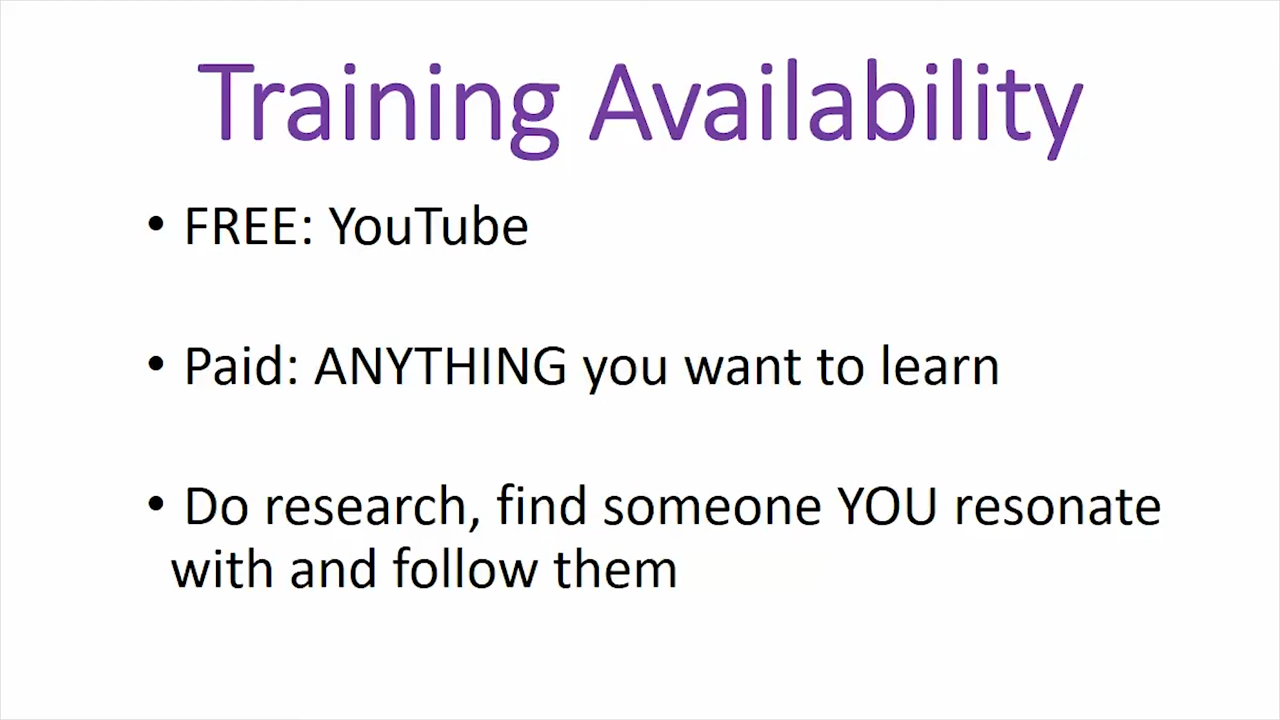 Training Availability
• FREE: YouTube
• Paid: ANYTHING you want to learn
• Do research, find someone YOU resonate
with and follow them